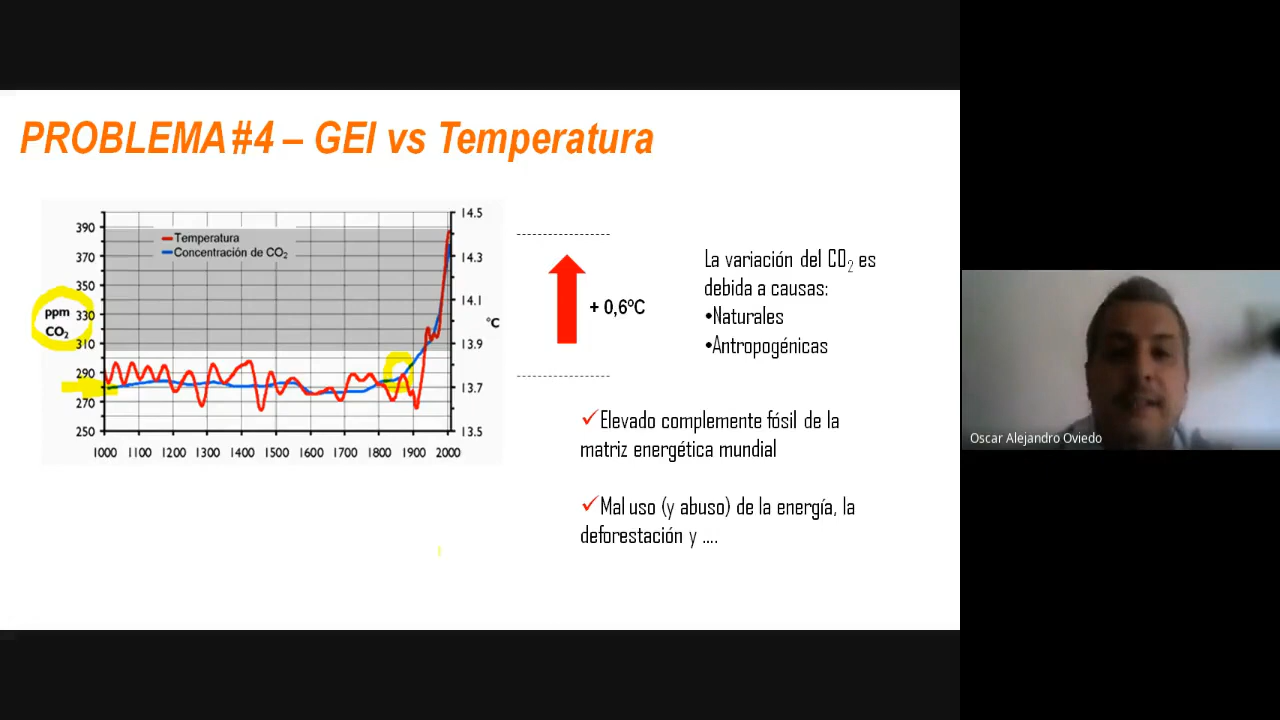 PROBLEMA #4 – GEI vs Temperatura
390
370
350
330
310
290
270
250
ppm
CO₂
Temperatura
Concentración de CO₂
14.5
14.3
14.1
13.9
13.7
13.5
°C
1000 1100 1200 1300 1400 1500 1600 1700 1800 1900 2000
+ 0,6ºC
La variación del CO₂ es
debida a causas:
•Naturales
•Antropogénicas
✓Elevado complemente fósil de la
matriz energética mundial
✓Mal uso (y abuso) de la energía, la
deforestación y ....
Oscar Alejandro Oviedo